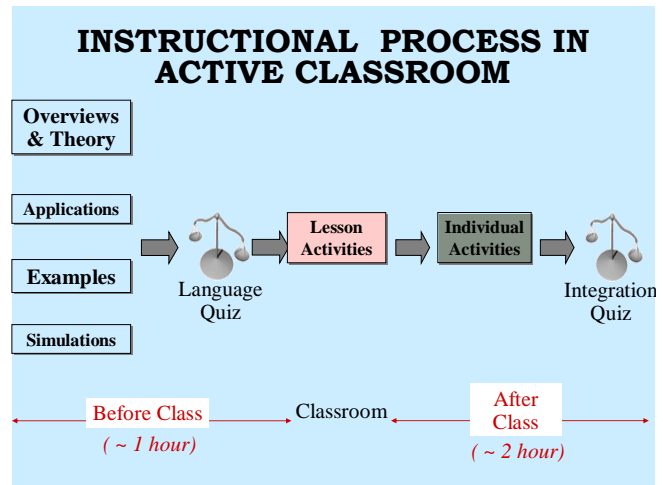 INSTRUCTIONAL PROCESS IN
ACTIVE CLASSROOM
Overviews
& Theory
Applications
Examples
Simulations
Language
Quiz
Lesson
Activities
Individual
Activities
Integration
Quiz
Before Class
( ~ 1 hour)
Classroom
After
Class
( ~ 2 hour)